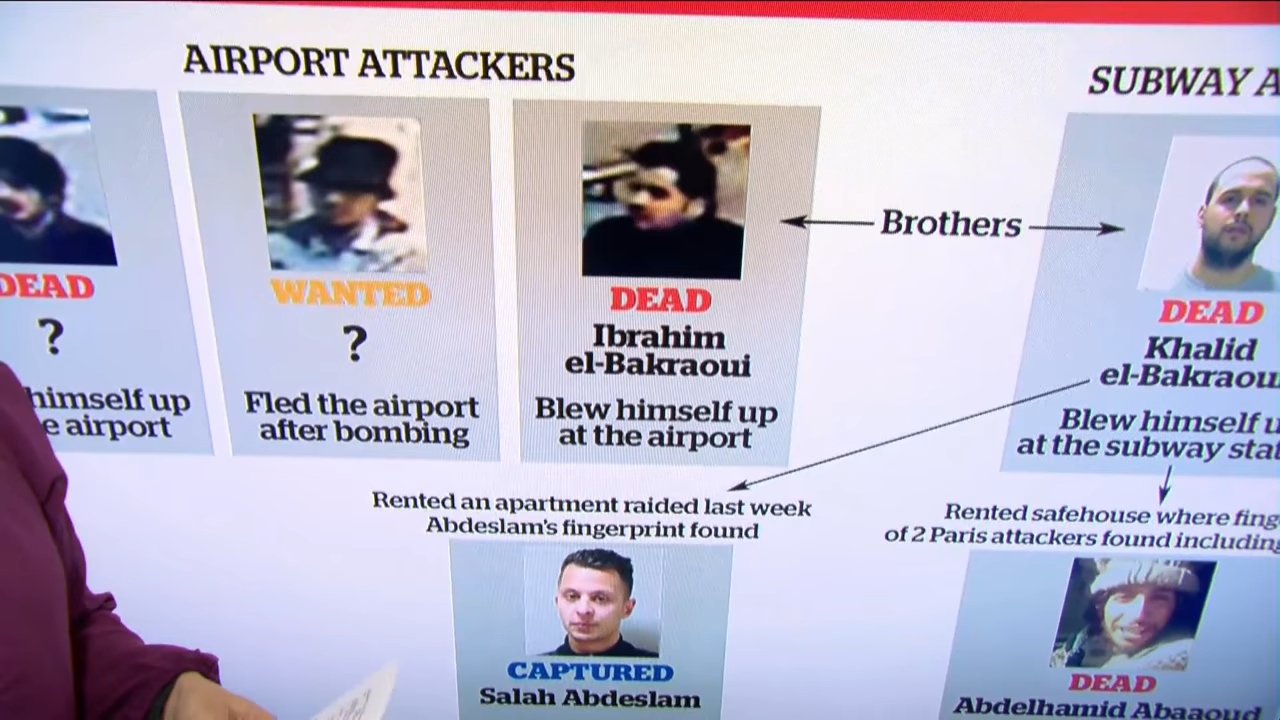 AIRPORT ATTACKERS
SUBWAY A
DEAD
?
himself up
e airport
WANTED
?
Fled the airport
after bombing
DEAD
Ibrahim
el-Bakraoui
Blew himself up
at the airport
Brothers
DEAD
Khalid
el-Bakraou
Blew himself u
at the subway stat
Rented an apartment raided last week
Abdeslam's fingerprint found
Rented safehouse where fing
of 2 Paris attackers found including
CAPTURED
Salah Abdeslam
DEAD
Abdelhamid Abaaoud